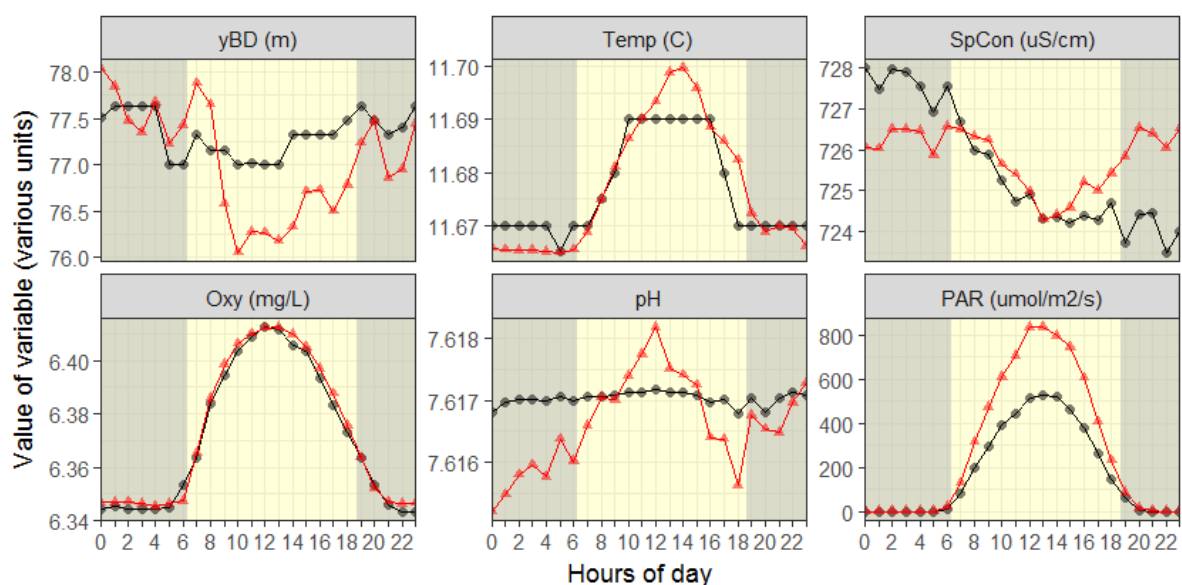 yBD (m)
Temp (C)
SpCon (uS/cm)
78.0
77.5
77.0
76.5
76.0
11.70
11.69
11.68
11.67
728
727
726
725
724
Oxy (mg/L)
pH
PAR (umol/m2/s)
6.40
6.38
6.36
6.34
7.618
7.617
7.616
800
600
400
200
0
0 2 4 6 8 10 12 14 16 18 20 22
0 2 4 6 8 10 12 14 16 18 20 22
0 2 4 6 8 10 12 14 16 18 20 22
Value of variable (various units)
Hours of day